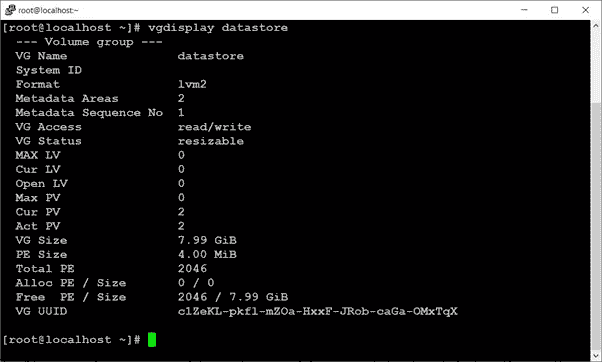 root@localhost:~
[root@localhost ~]# vgdisplay datastore
--- Volume group ---
VG Name datastore
System ID
Format lvm2
Metadata Areas 2
Metadata Sequence No 1
VG Access read/write
VG Status resizable
MAX LV 0
Cur LV 0
Open LV 0
Max PV 0
Cur PV 2
Act PV 2
VG Size 7.99 GiB
PE Size 4.00 MiB
Total PE 2046
Alloc PE / Size 0 / 0
Free PE / Size 2046 / 7.99 GiB
VG UUID c1ZeKL-pkf1-mZOa-HxxF-JRob-caGa-OMxTqX
[root@localhost ~]#